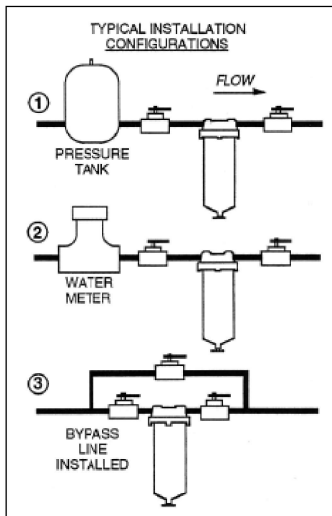 TYPICAL INSTALLATION
CONFIGURATIONS
1
FLOW
PRESSURE
TANK
2
WATER
METER
3
BYPASS
LINE
INSTALLED